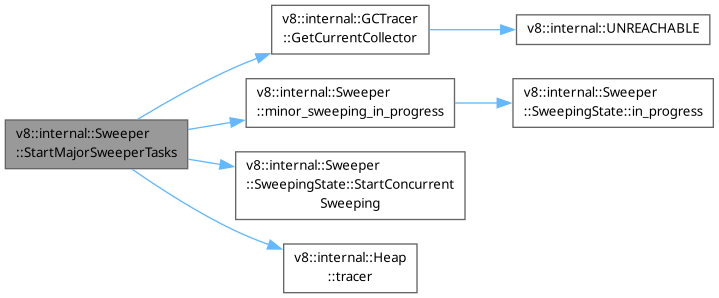 v8::internal::Sweeper
::StartMajorSweeperTasks
v8::internal::GCTracer
::GetCurrentCollector
v8::internal::UNREACHABLE
v8::internal::Sweeper
::minor_sweeping_in_progress
v8::internal::Sweeper
::SweepingState::in_progress
v8::internal::Sweeper
::SweepingState::StartConcurrent
Sweeping
v8::internal::Heap
::tracer